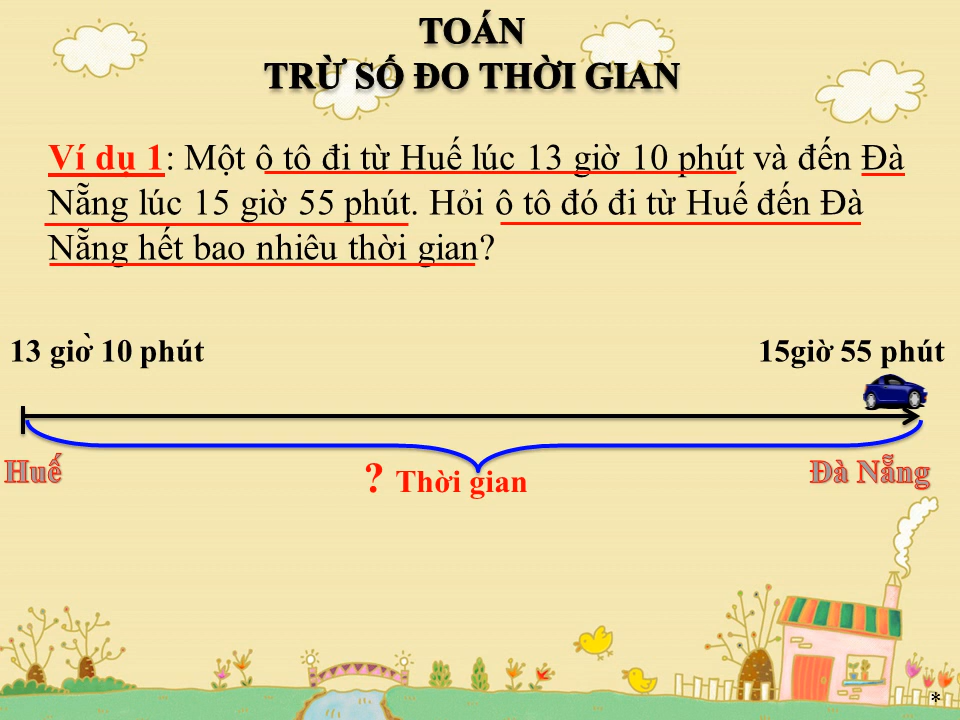 TOÁN
TRỪ SỐ ĐO THỜI GIAN
Ví dụ 1: Một ô tô đi từ Huế lúc 13 giờ 10 phút và đến Đà
Nẵng lúc 15 giờ 55 phút. Hỏi ô tô đó đi từ Huế đến Đà
Nẵng hết bao nhiêu thời gian?
13 giờ 10 phút
15giờ 55 phút
Huế
? Thời gian
Đà Nẵng
*